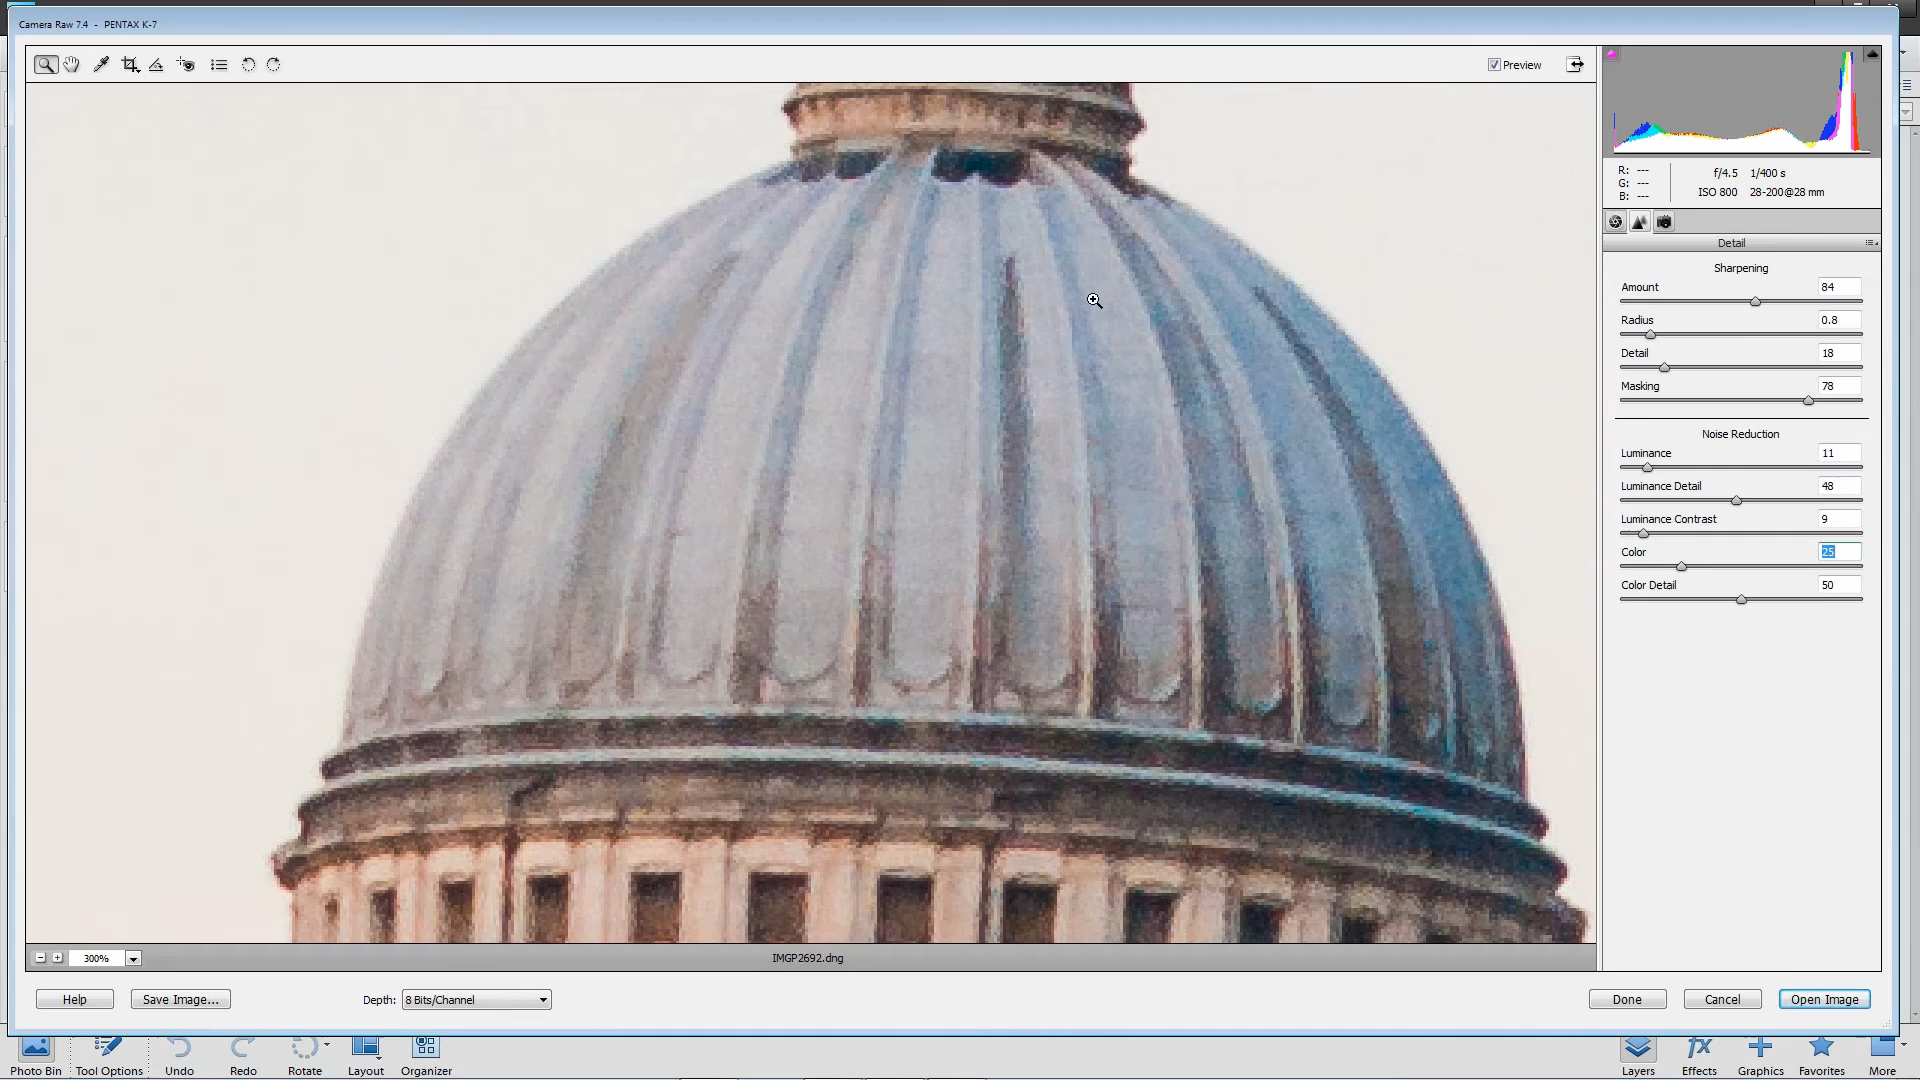 Camera Raw 7.4 - PENTAX K-7
Preview
R: ---
G: ---
B: ---
f/4.5 1/400 s
ISO 800 28-200@28 mm
Detail
Sharpening
Amount 84
Radius 0.8
Detail 18
Masking 78
Noise Reduction
Luminance 11
Luminance Detail 48
Luminance Contrast 9
Color 25
Color Detail 50
300%
IMGP2692.dng
Help
Save Image...
Depth: 8 Bits/Channel
Done
Cancel
Open Image
Photo Bin
Tool Options
Undo
Redo
Rotate
Layout
Organizer
Layers
fx
Effects
Graphics
Favorites
More